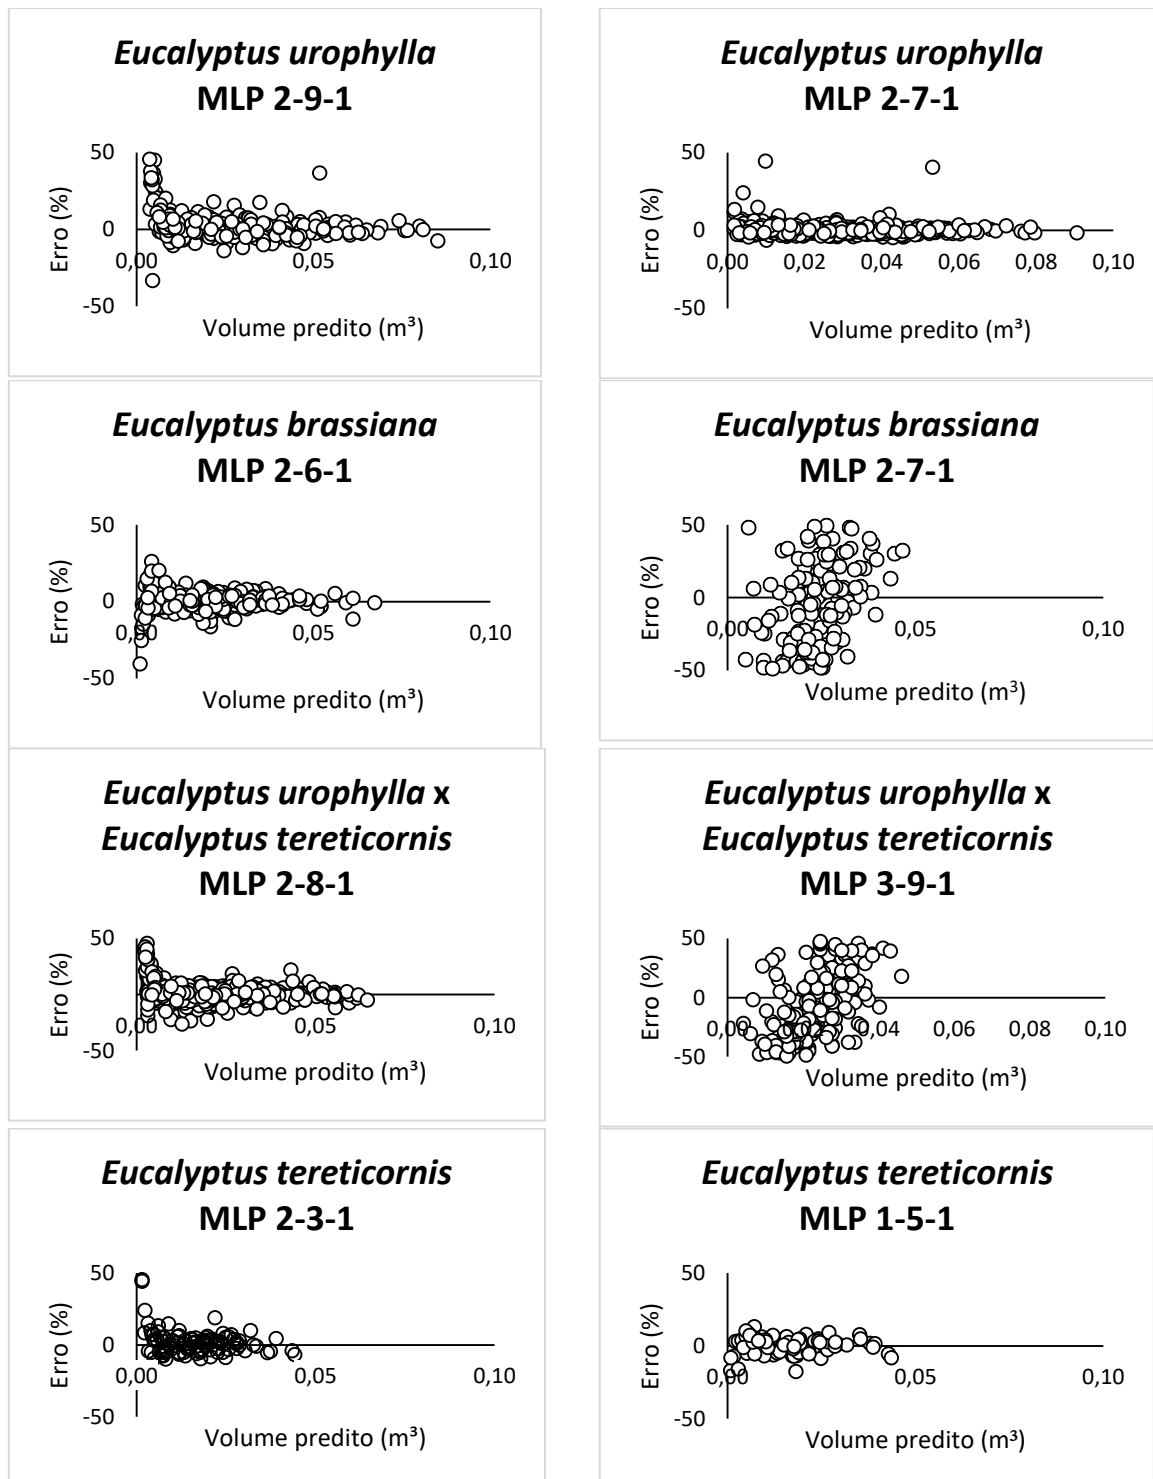 Eucalyptus urophylla
MLP 2-9-1
50
0
-50
0,00
0,05
0,10
Erro (%)
Volume predito (m³)
Eucalyptus urophylla
MLP 2-7-1
50
0
-50
0,00
0,02
0,04
0,06
0,08
0,10
Erro (%)
Volume predito (m³)
Eucalyptus brassiana
MLP 2-6-1
50
0
-50
0,00
0,05
0,10
Erro (%)
Volume predito (m³)
Eucalyptus brassiana
MLP 2-7-1
50
0
-50
0,00
0,05
0,10
Erro (%)
Volume predito (m³)
Eucalyptus urophylla x
Eucalyptus tereticornis
MLP 2-8-1
50
0
-50
0,00
0,05
0,10
Erro (%)
Volume prodito (m³)
Eucalyptus urophylla x
Eucalyptus tereticornis
MLP 3-9-1
50
0
-50
0,00
0,02
0,04
0,06
0,08
0,10
Erro (%)
Volume predito (m³)
Eucalyptus tereticornis
MLP 2-3-1
50
0
-50
0,00
0,05
0,10
Erro (%)
Volume predito (m³)
Eucalyptus tereticornis
MLP 1-5-1
50
0
-50
0,00
0,05
0,10
Erro (%)
Volume predito (m³)